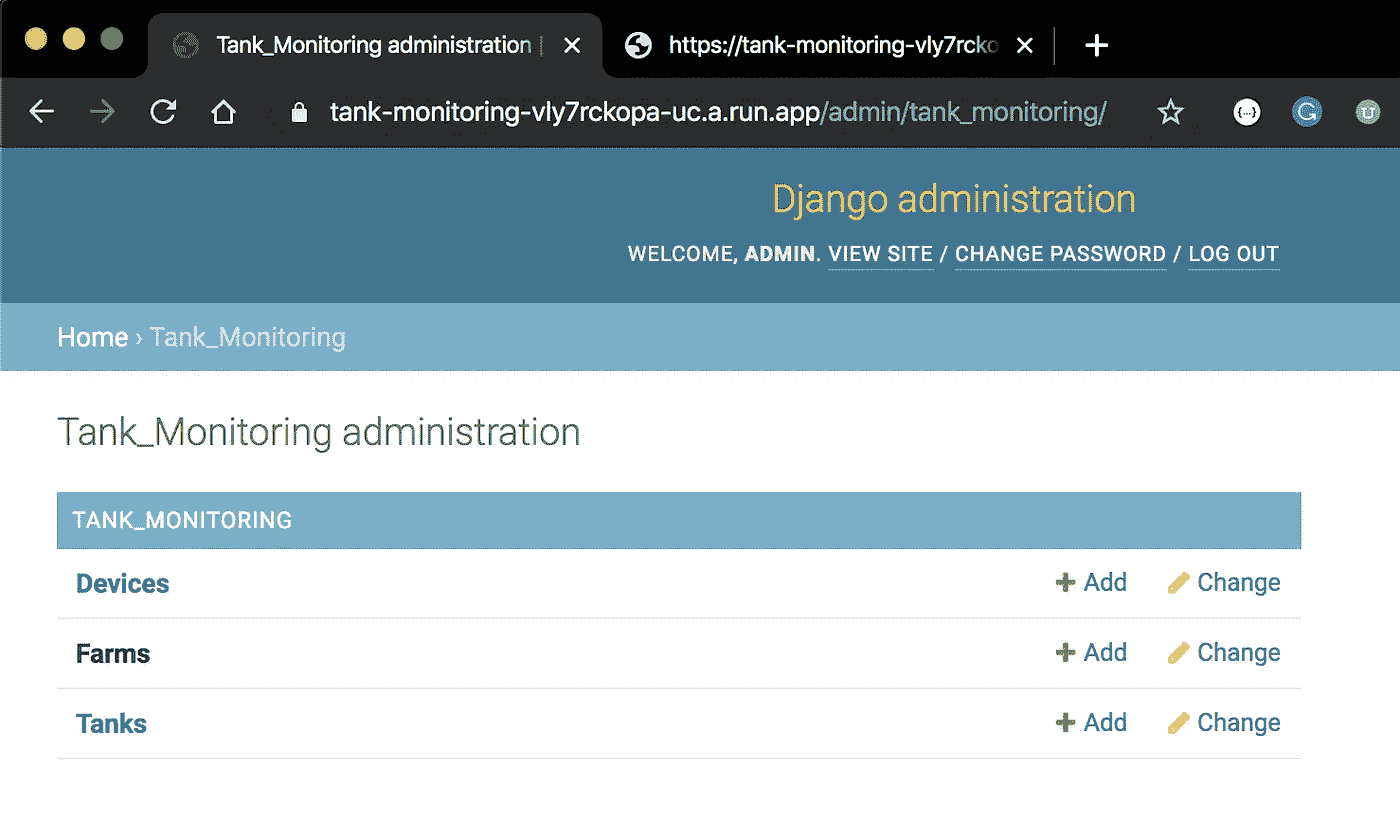 Tank_Monitoring administration |
https://tank-monitoring-vly7rcko
tank-monitoring-vly7rckopa-uc.a.run.app/admin/tank_monitoring/
Django administration
WELCOME, ADMIN. VIEW SITE / CHANGE PASSWORD / LOG OUT
Home › Tank_Monitoring
Tank_Monitoring administration
TANK_MONITORING
Devices Add Change
Farms Add Change
Tanks Add Change